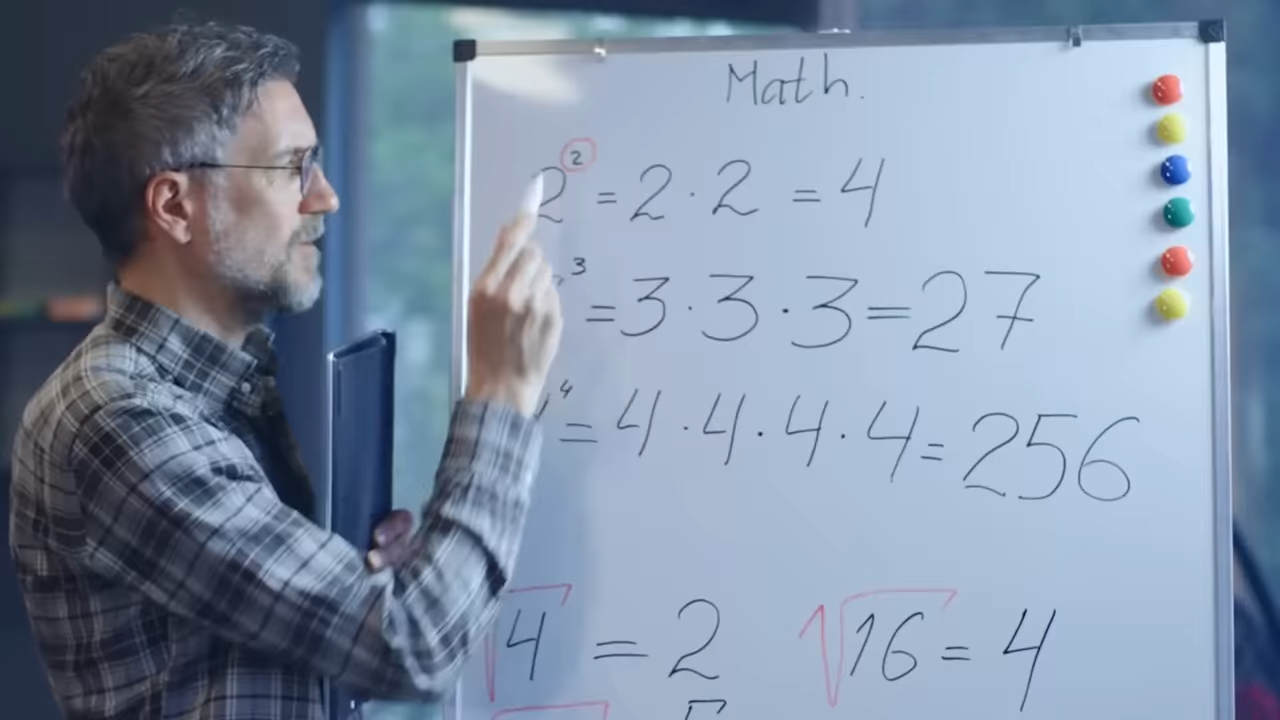 Math.
2² = 2 · 2 = 4
³ = 3 · 3 · 3 = 27
⁴ = 4 · 4 · 4 · 4 = 256
√4 = 2 √16 = 4